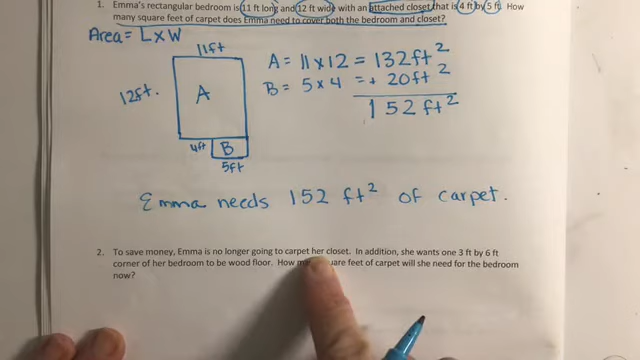 1. Emma's rectangular bedroom is 11 ft long and 12 ft wide with an attached closet that is 4 ft by 5 ft. How
many square feet of carpet does Emma need to cover both the bedroom and closet?
Area = L x W
11ft
12ft.
A
4ft
B
5ft
A = 11 x 12 = 132ft²
B = 5 x 4 = + 20ft²
152ft²
Emma needs 152 ft² of carpet.
2. To save money, Emma is no longer going to carpet her closet. In addition, she wants one 3 ft by 6 ft
corner of her bedroom to be wood floor. How feet of carpet will she need for the bedroom
now?